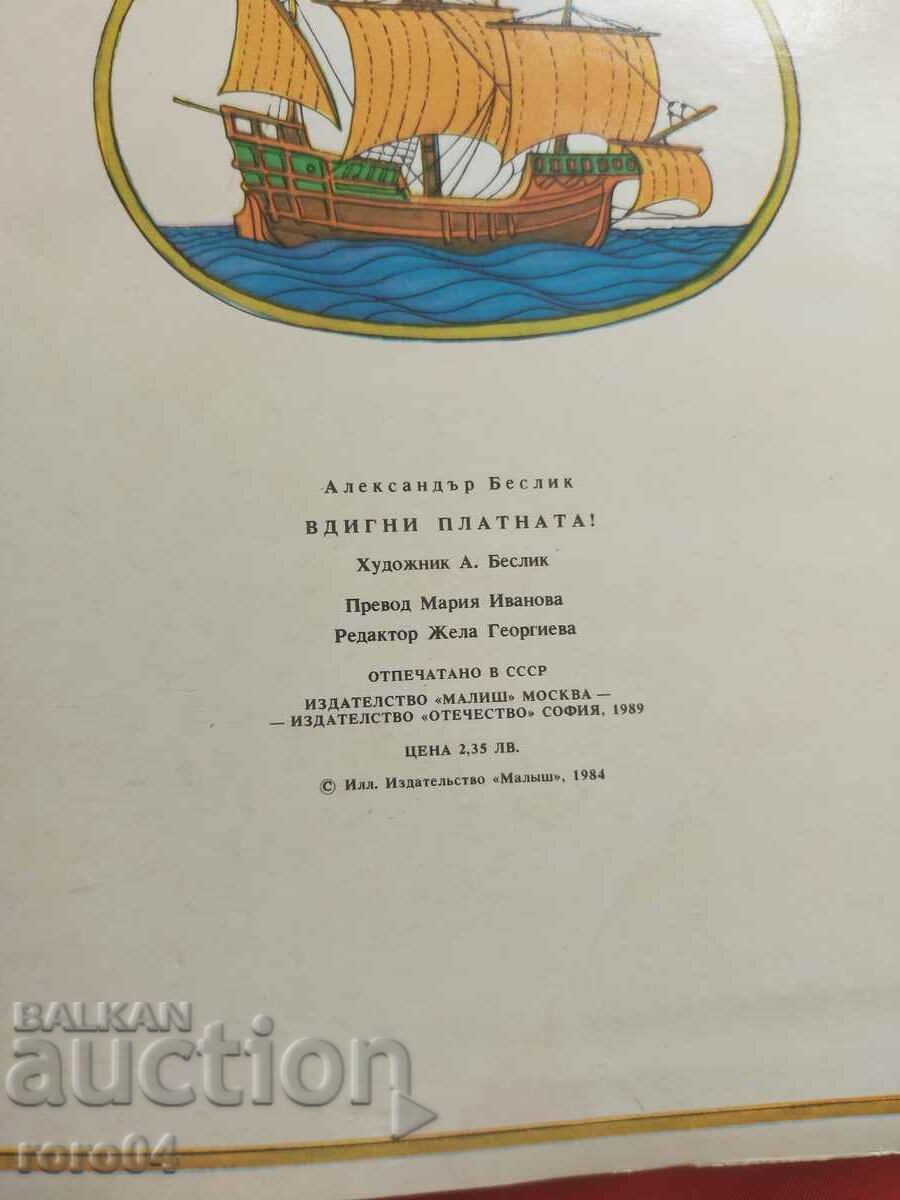 Александър Беслик
ВДИГНИ ПЛАТНАТА!
Художник А. Беслик
Превод Мария Иванова
Редактор Жела Георгиева
ОТПЕЧАТАНО В СССР
ИЗДАТЕЛСТВО «МАЛИШ» МОСКВА —
— ИЗДАТЕЛСТВО «ОТЕЧЕСТВО» СОФИЯ, 1989
ЦЕНА 2,35 ЛВ.
© Илл. Издательство «Малыш», 1984
BALKAN
auction
roro04